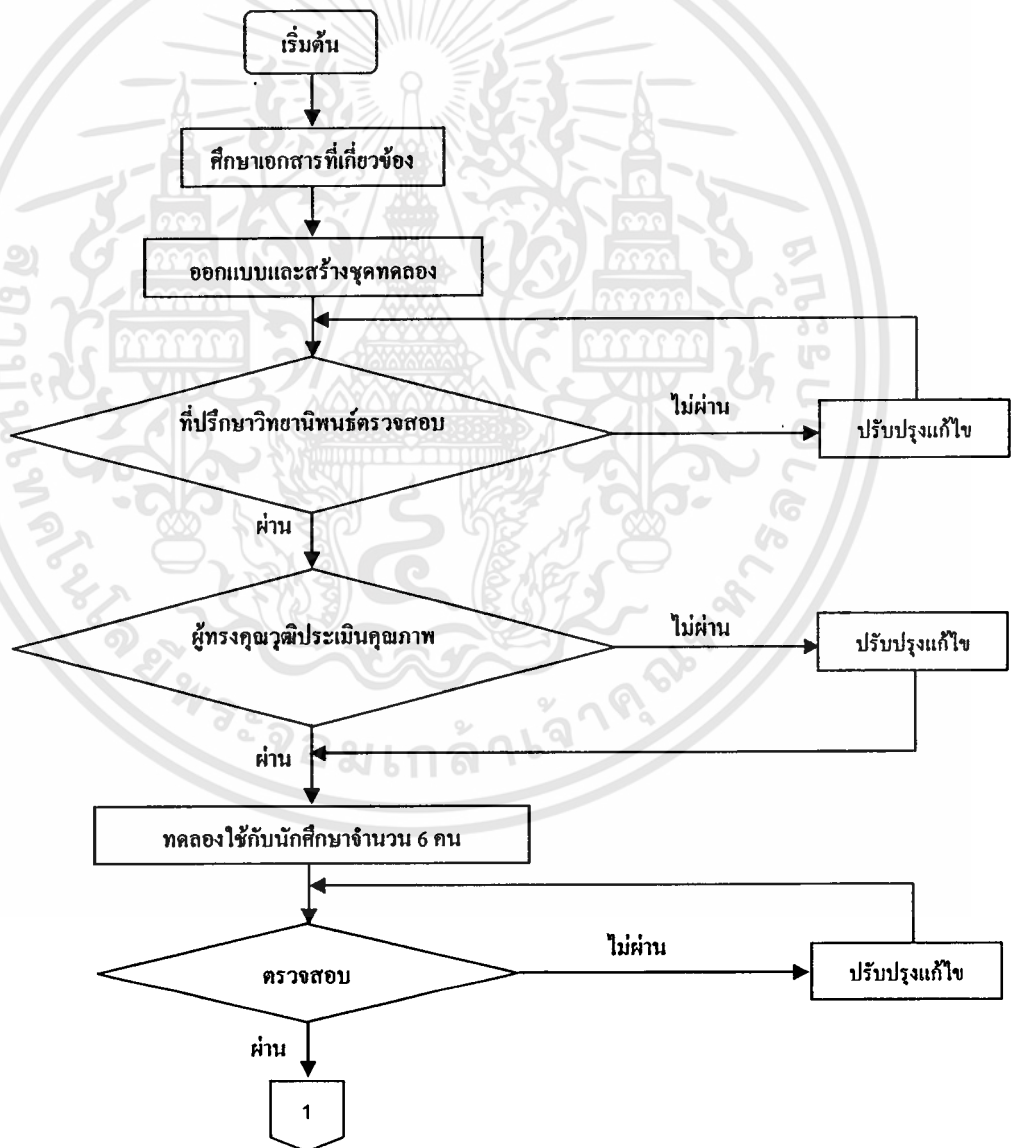 เริ่มต้น
ศึกษาเอกสารที่เกี่ยวข้อง
ออกแบบและสร้างชุดทดลอง
ที่ปรึกษาวิทยานิพนธ์ตรวจสอบ
ไม่ผ่าน
ปรับปรุงแก้ไข
ผ่าน
ผู้ทรงคุณวุฒิประเมินคุณภาพ
ไม่ผ่าน
ปรับปรุงแก้ไข
ผ่าน
ทดลองใช้กับนักศึกษาจำนวน 6 คน
ตรวจสอบ
ไม่ผ่าน
ปรับปรุงแก้ไข
ผ่าน
1